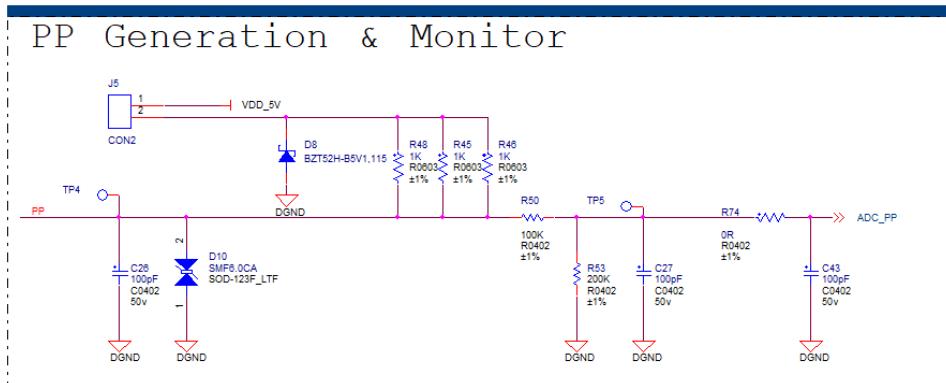 PP Generation & Monitor
J5
1
2
VDD_5V
CON2
D8
BZT52H-B5V1,115
DGND
R48
1K
R0603
±1%
R45
1K
R0603
±1%
R46
1K
R0603
±1%
TP4
PP
C26
100pF
C0402
50v
DGND
2
D10
SMF6.0CA
SOD-123F_LTF
1
DGND
R50
100K
R0402
±1%
R53
200K
R0402
±1%
DGND
TP5
C27
100pF
C0402
50v
DGND
R74
0R
R0402
±1%
ADC_PP
C43
100pF
C0402
50v
DGND